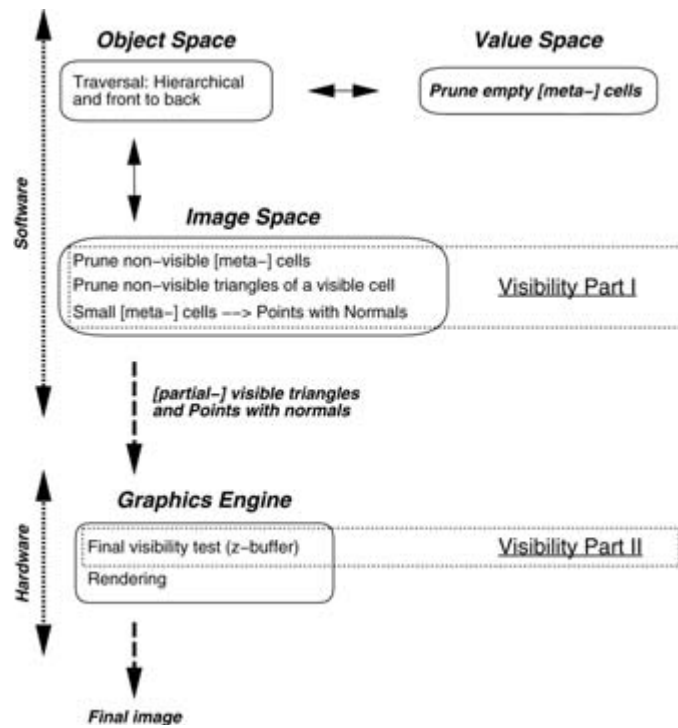 Object Space
Value Space
Traversal: Hierarchical
and front to back
Prune empty [meta-] cells
Software
Image Space
Prune non-visible [meta-] cells
Prune non-visible triangles of a visible cell
Small [meta-] cells --> Points with Normals
Visibility Part I
[partial-] visible triangles
and Points with normals
Hardware
Graphics Engine
Final visibility test (z-buffer)
Visibility Part II
Rendering
Final image